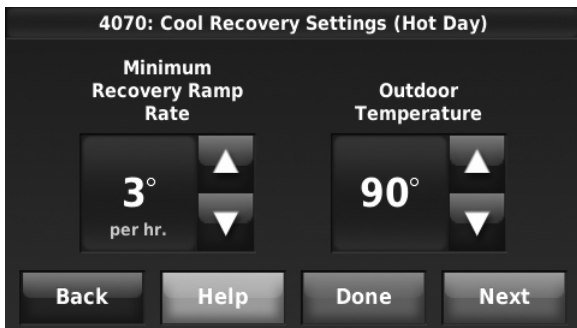 4070: Cool Recovery Settings (Hot Day)
Minimum
Recovery Ramp
Rate
3°
per hr.
Outdoor
Temperature
90°
Back
Help
Done
Next